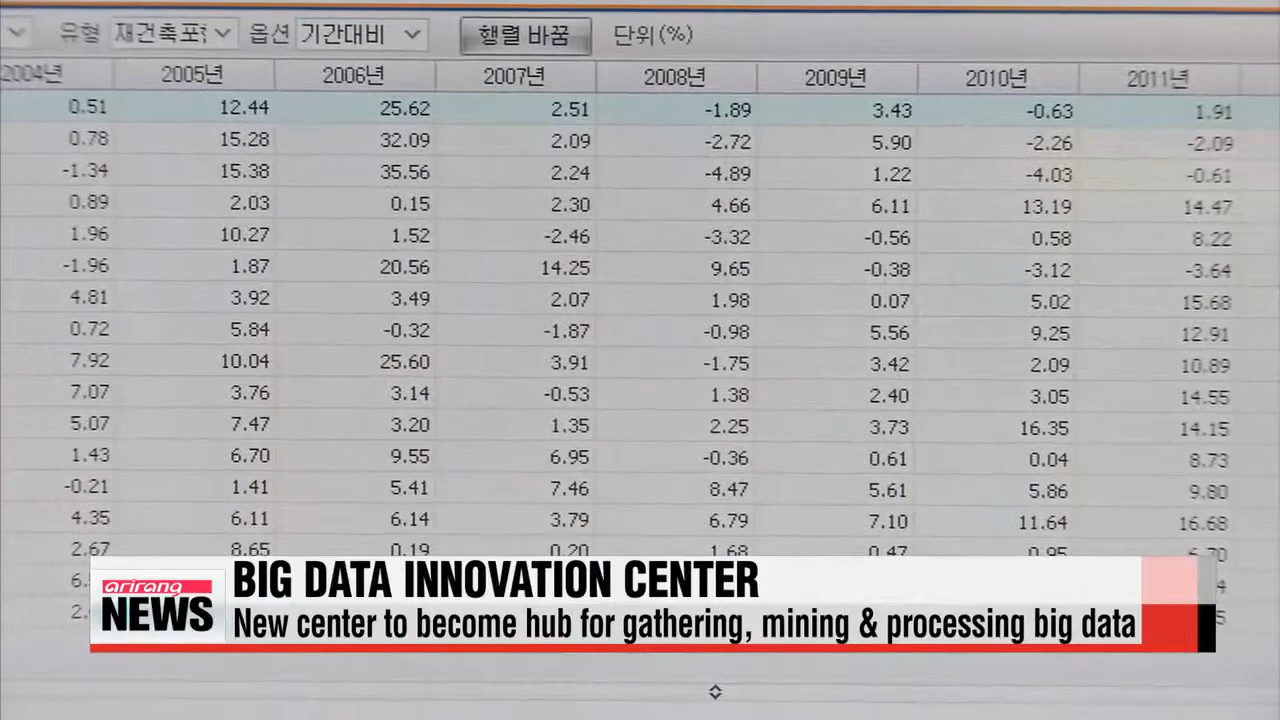 유형 재건축포 옵션 기간대비 행렬 바꿈 단위(%)
2004년 2005년 2006년 2007년 2008년 2009년 2010년 2011년
0.51 12.44 25.62 2.51 -1.89 3.43 -0.63 1.91
0.78 15.28 32.09 2.09 -2.72 5.90 -2.26 -2.09
-1.34 15.38 35.56 2.24 -4.89 1.22 -4.03 -0.61
0.89 2.03 0.15 2.30 4.66 6.11 13.19 14.47
1.96 10.27 1.52 -2.46 -3.32 -0.56 0.58 8.22
-1.96 1.87 20.56 14.25 9.65 -0.38 -3.12 -3.64
4.81 3.92 3.49 2.07 1.98 0.07 5.02 15.68
0.72 5.84 -0.32 -1.87 -0.98 5.56 9.25 12.91
7.92 10.04 25.60 3.91 -1.75 3.42 2.09 10.89
7.07 3.76 3.14 -0.53 1.38 2.40 3.05 14.55
5.07 7.47 3.20 1.35 2.25 3.73 16.35 14.15
1.43 6.70 9.55 6.95 -0.36 0.61 0.04 8.73
-0.21 1.41 5.41 7.46 8.47 5.61 5.86 9.80
4.35 6.11 6.14 3.79 6.79 7.10 11.64 16.68
2.67 8.65 0.19 0.20 1.68 0.47 0.95
arirang
NEWS
BIG DATA INNOVATION CENTER
New center to become hub for gathering, mining & processing big data